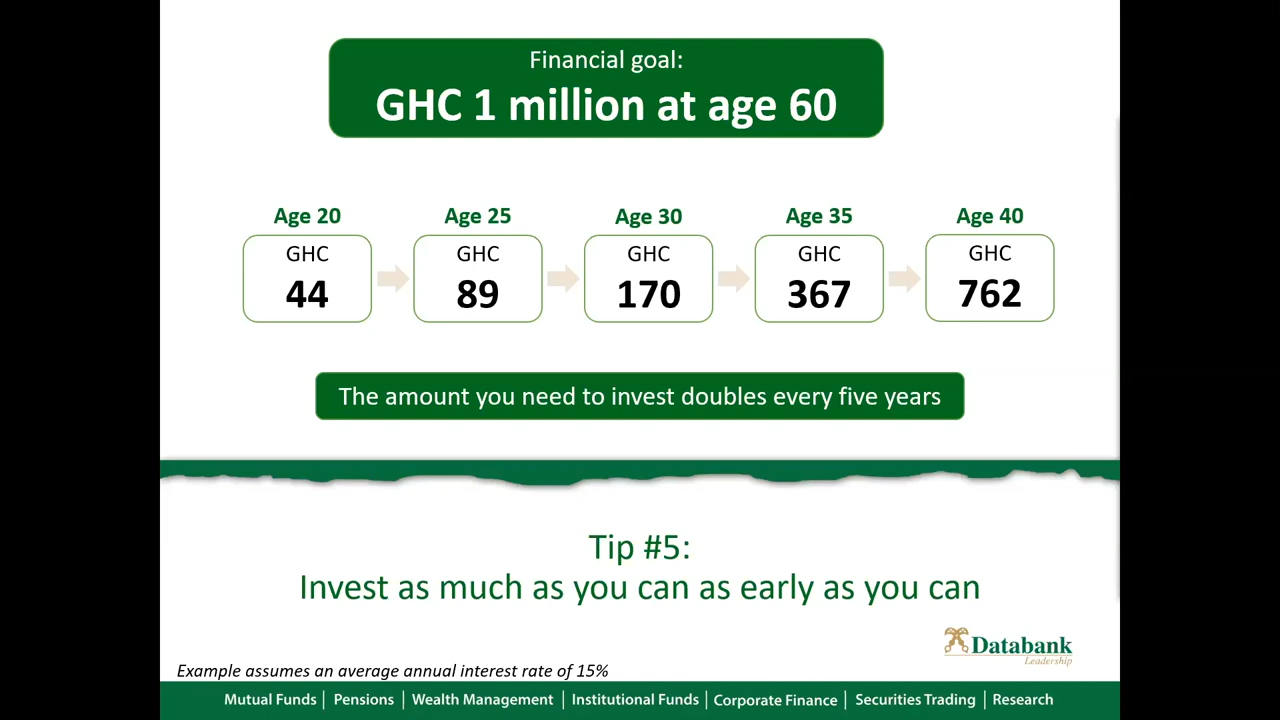 Financial goal:
GHC 1 million at age 60
Age 20
GHC
44
Age 25
GHC
89
Age 30
GHC
170
Age 35
GHC
367
Age 40
GHC
762
The amount you need to invest doubles every five years
Tip #5:
Invest as much as you can as early as you can
Databank
Leadership
Example assumes an average annual interest rate of 15%
Mutual Funds | Pensions | Wealth Management | Institutional Funds | Corporate Finance | Securities Trading | Research